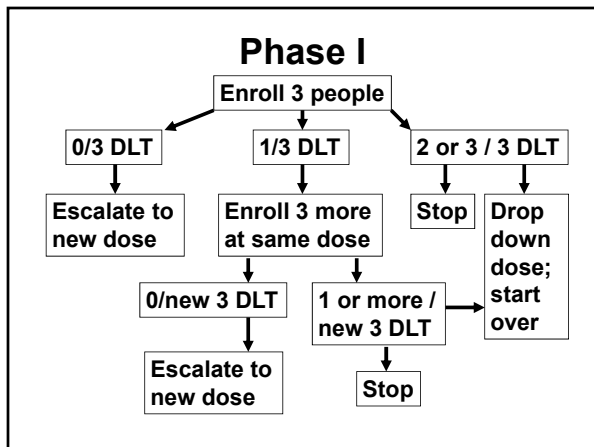 Phase I
Enroll 3 people
0/3 DLT
1/3 DLT
2 or 3 / 3 DLT
Escalate to
new dose
Enroll 3 more
at same dose
Stop
Drop
down
dose;
start
over
0/new 3 DLT
1 or more /
new 3 DLT
Escalate to
new dose
Stop